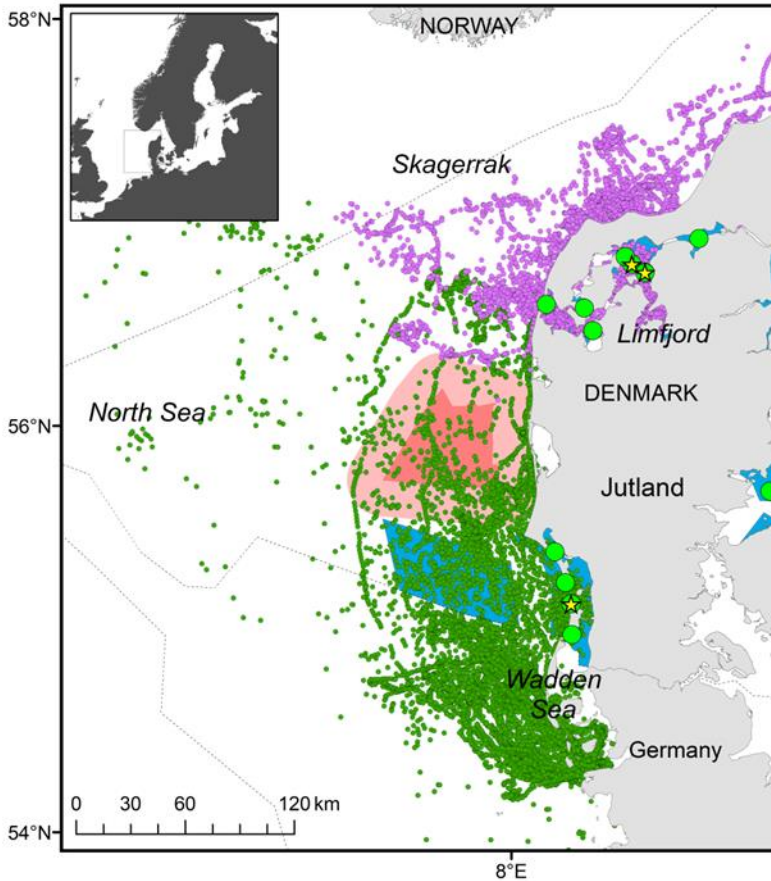 58°N
NORWAY
Skagerrak
Limfjord
DENMARK
North Sea
56°N
Jutland
Wadden
Sea
Germany
0 30 60 120 km
54°N
8°E